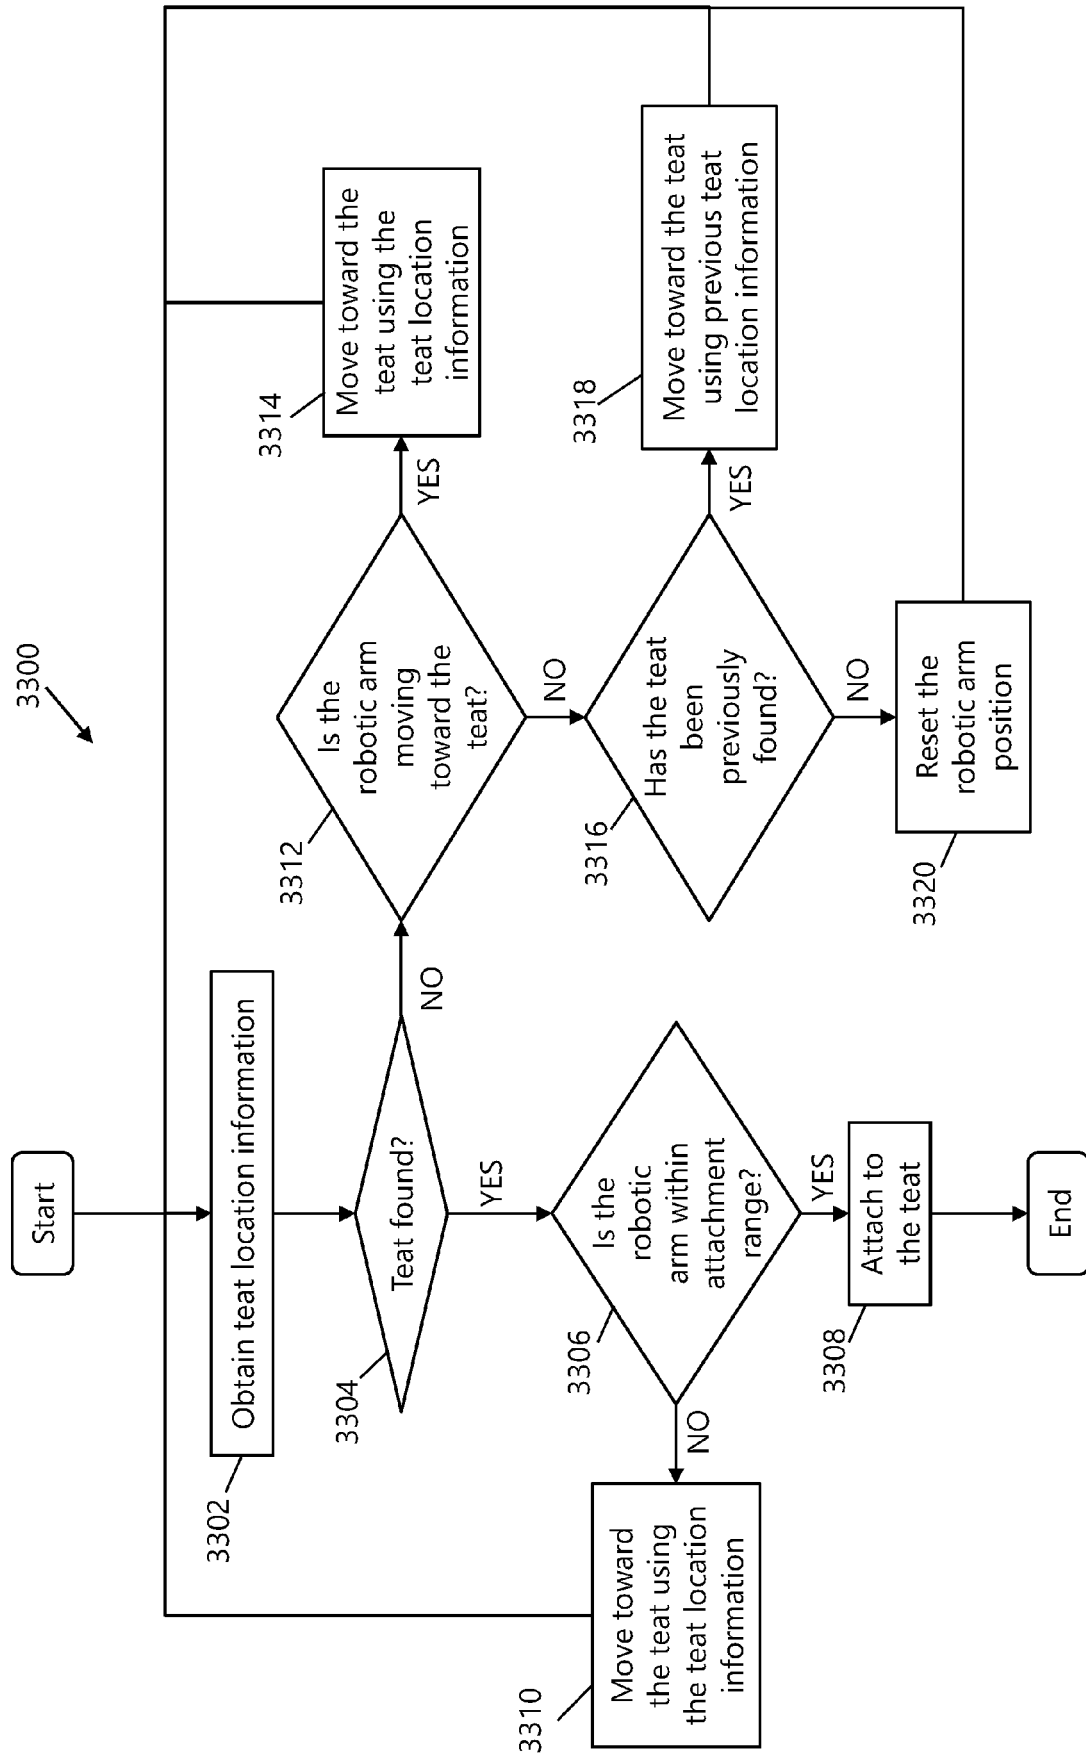 3300
Start
Obtain teat location information
3302
Teat found?
3304
NO
YES
Is the
robotic arm
moving
toward the
teat?
3312
YES
NO
Move toward the
teat using the
teat location
information
3314
Is the
robotic
arm within
attachment
range?
3306
NO
YES
Move toward
the teat using
the teat location
information
3310
Attach to
the teat
3308
End
Has the teat
been
previously
found?
3316
YES
NO
Move toward the teat
using previous teat
location information
3318
Reset the
robotic arm
position
3320